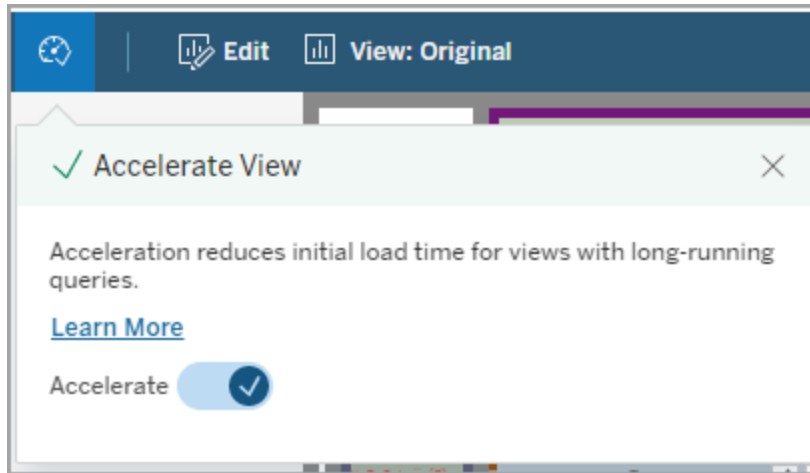 Edit View: Original
Accelerate View
Acceleration reduces initial load time for views with long-running
queries.
Learn More
Accelerate